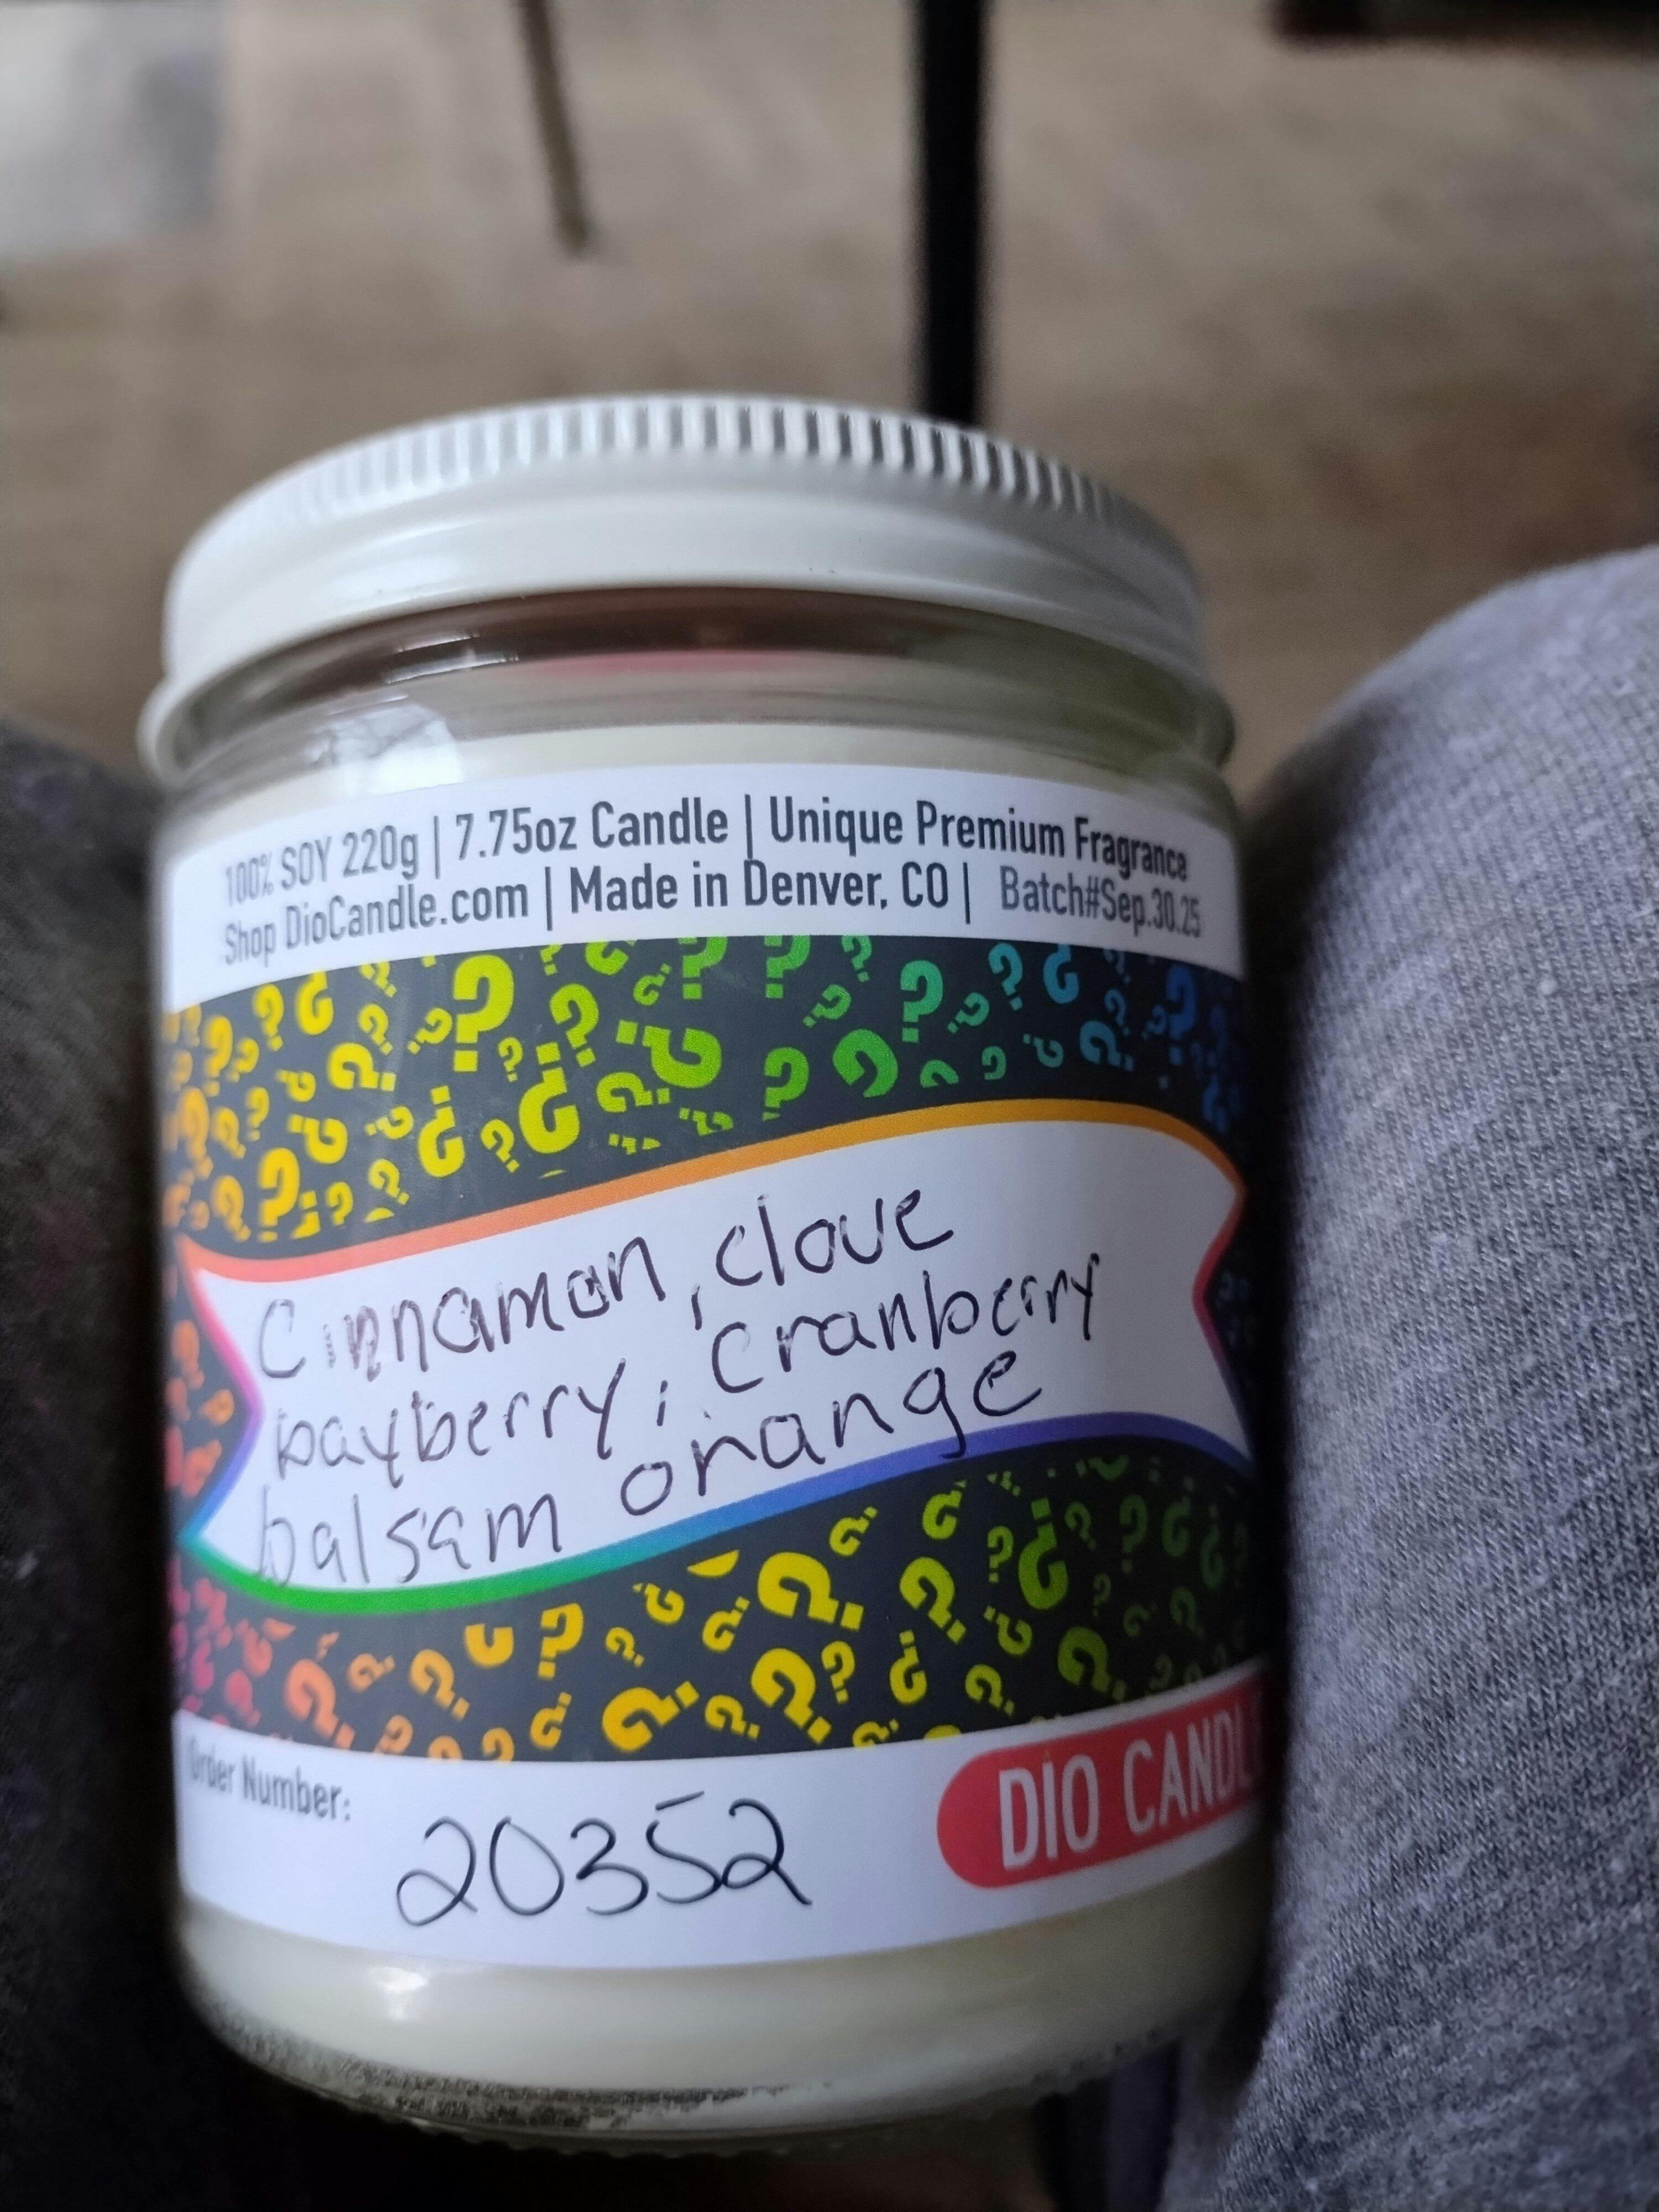 100% SOY 220g | 7.75oz Candle | Unique Premium Fragrance
Shop DioCandle.com | Made in Denver, CO | Batch#Sep.30.25
Cinnamon, clove
bayberry, cranberry
balsam orange
Order Number:
20352
DIO CANDLE